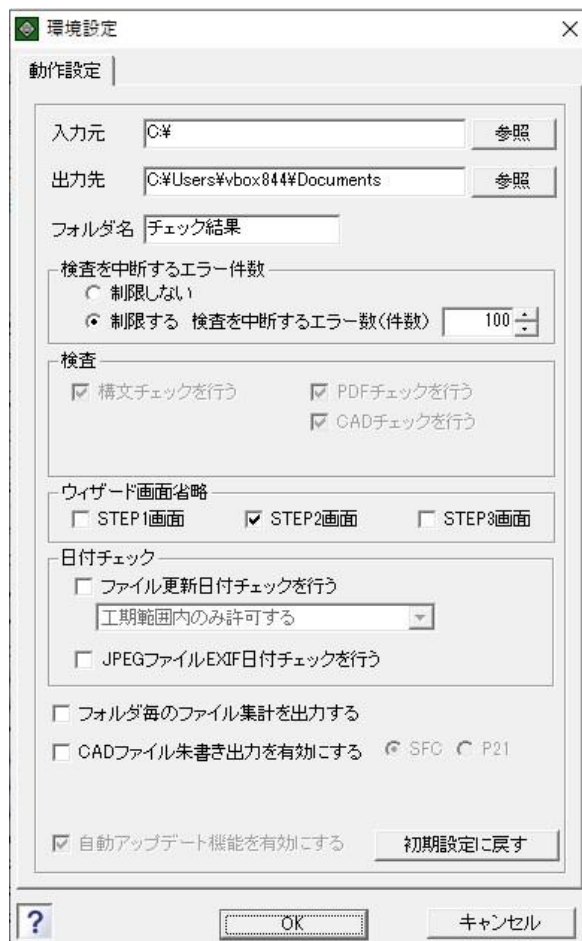 環境設定
動作設定
入力元 C:¥ 参照
出力先 C:¥Users¥vbox844¥Documents 参照
フォルダ名 チェック結果
検査を中断するエラー件数
制限しない
制限する 検査を中断するエラー数(件数) 100
検査
構文チェックを行う PDFチェックを行う
CADチェックを行う
ウィザード画面省略
STEP1画面 STEP2画面 STEP3画面
日付チェック
ファイル更新日付チェックを行う
工期範囲内のみ許可する
JPEGファイルEXIF日付チェックを行う
フォルダ毎のファイル集計を出力する
CADファイル朱書き出力を有効にする SFC P21
自動アップデート機能を有効にする 初期設定に戻す
? OK キャンセル